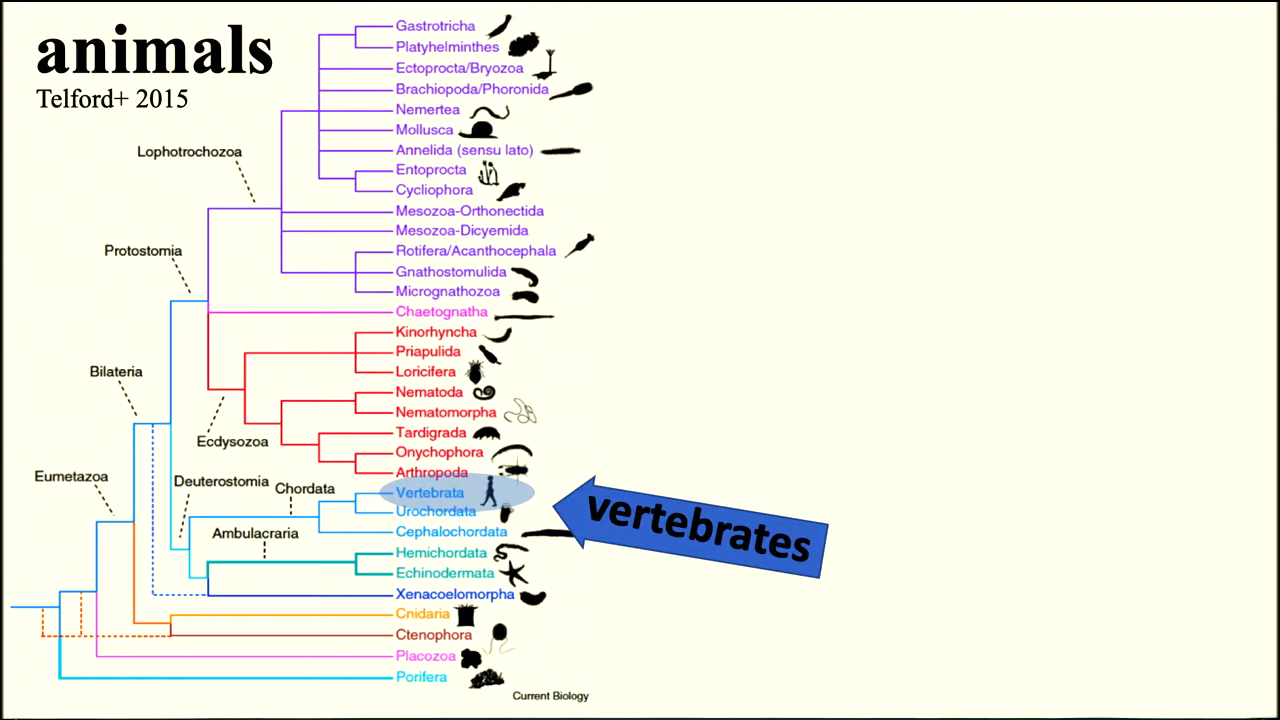 animals
Telford+ 2015
Gastrotricha
Platyhelminthes
Ectoprocta/Bryozoa
Brachiopoda/Phoronida
Nemertea
Mollusca
Lophotrochozoa
Annelida (sensu lato)
Entoprocta
Cycliophora
Mesozoa-Orthonectida
Mesozoa-Dicyemida
Protostomia
Rotifera/Acanthocephala
Gnathostomulida
Micrognathozoa
Chaetognatha
Kinorhyncha
Priapulida
Bilateria
Loricifera
Nematoda
Nematomorpha
Tardigrada
Ecdysozoa
Onychophora
Arthropoda
Eumetazoa
Deuterostomia
Chordata
Vertebrata
Urochordata
vertebrates
Ambulacraria
Cephalochordata
Hemichordata
Echinodermata
Xenacoelomorpha
Cnidaria
Ctenophora
Placozoa
Porifera
Current Biology